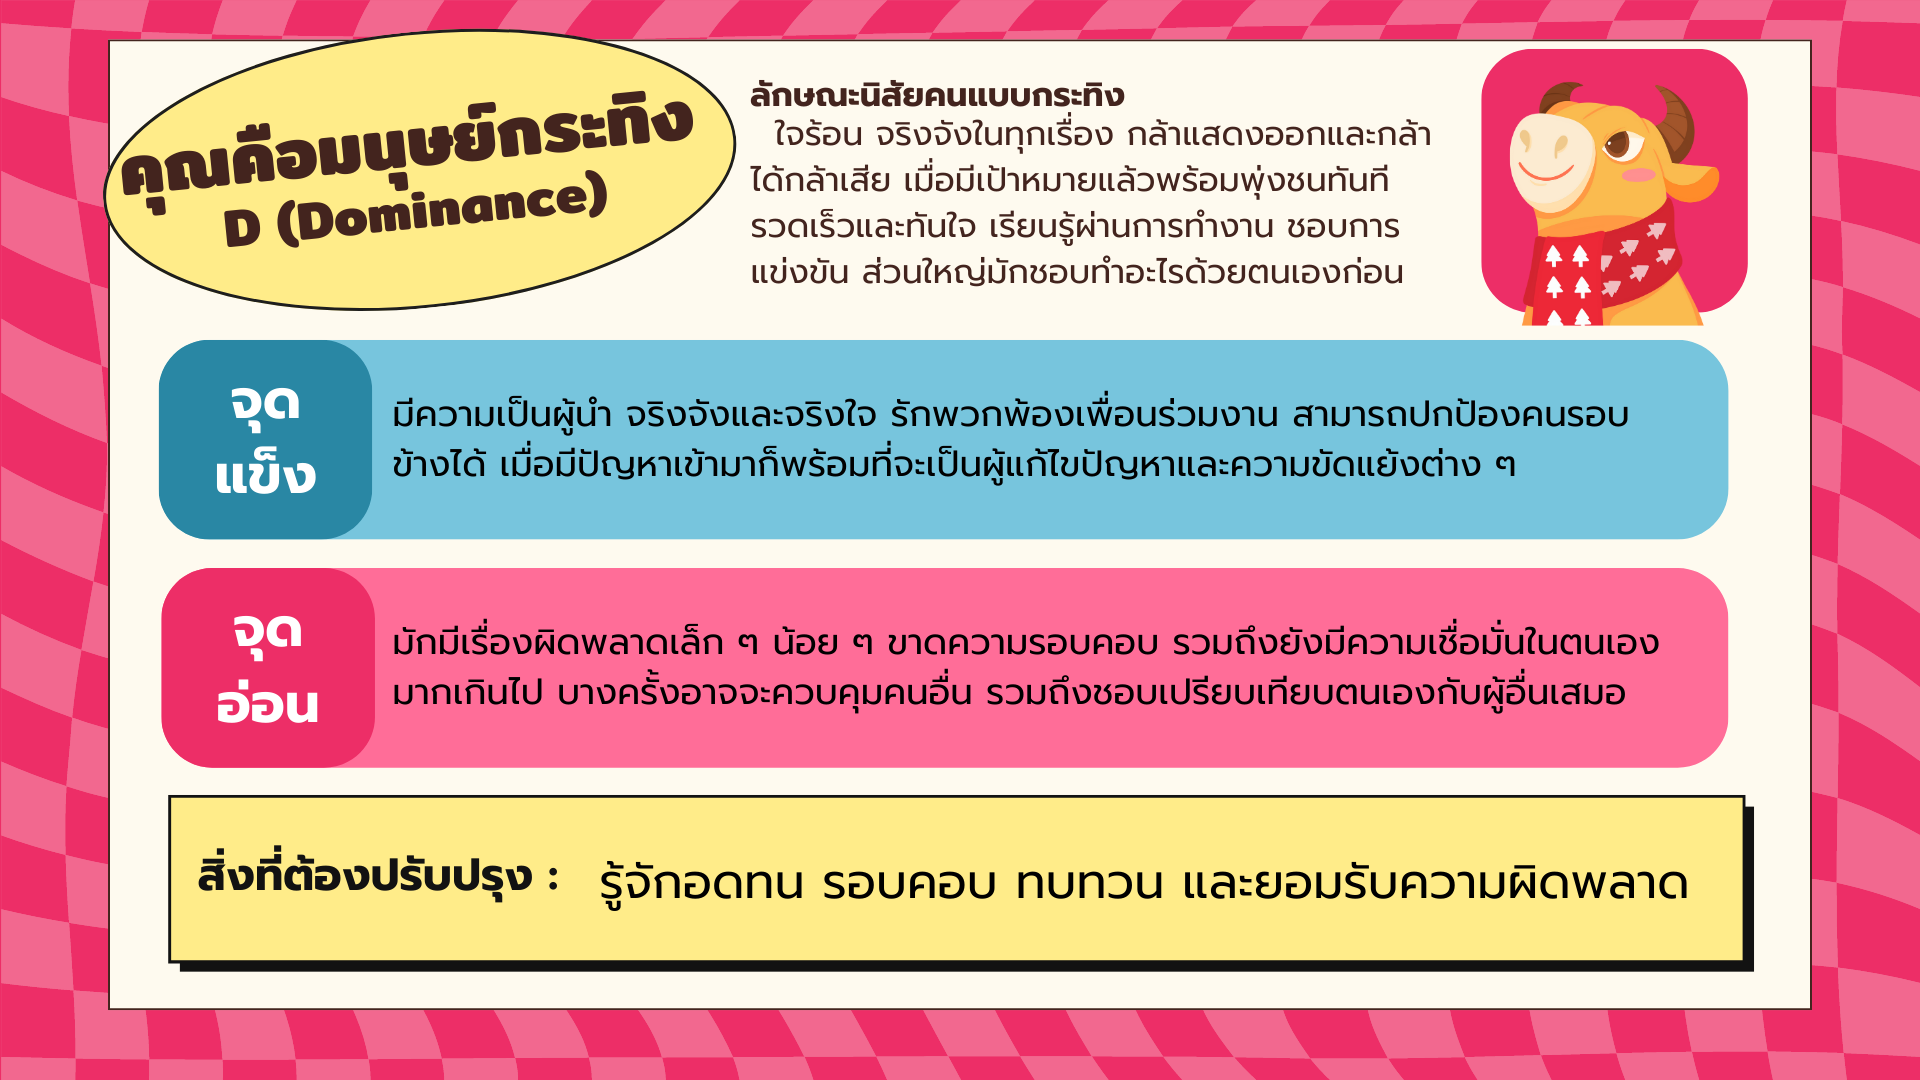 คุณคือมนุษย์กระทิง
D (Dominance)
ลักษณะนิสัยคนแบบกระทิง
ใจร้อน จริงจังในทุกเรื่อง กล้าแสดงออกและกล้า
ได้กล้าเสีย เมื่อมีเป้าหมายแล้วพร้อมพุ่งชนทันที
รวดเร็วและทันใจ เรียนรู้ผ่านการทำงาน ชอบการ
แข่งขัน ส่วนใหญ่มักชอบทำอะไรด้วยตนเองก่อน
จุด
แข็ง
มีความเป็นผู้นำ จริงจังและจริงใจ รักพวกพ้องเพื่อนร่วมงาน สามารถปกป้องคนรอบ
ข้างได้ เมื่อมีปัญหาเข้ามาก็พร้อมที่จะเป็นผู้แก้ไขปัญหาและความขัดแย้งต่าง ๆ
จุด
อ่อน
มักมีเรื่องผิดพลาดเล็ก ๆ น้อย ๆ ขาดความรอบคอบ รวมถึงยังมีความเชื่อมั่นในตนเอง
มากเกินไป บางครั้งอาจจะควบคุมคนอื่น รวมถึงชอบเปรียบเทียบตนเองกับผู้อื่นเสมอ
สิ่งที่ต้องปรับปรุง : รู้จักอดทน รอบคอบ ทบทวน และยอมรับความผิดพลาด